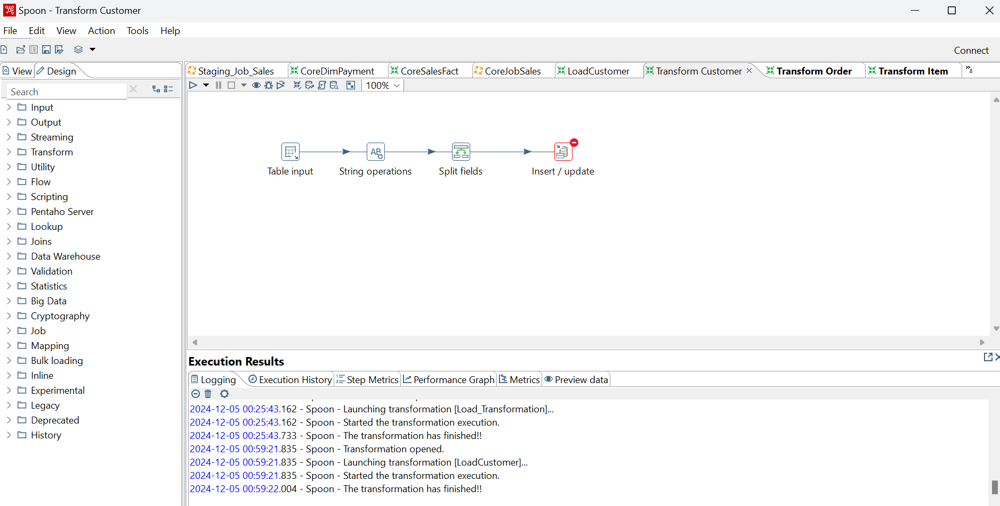 Spoon - Transform Customer
File Edit View Action Tools Help
Connect
View Design
Staging_Job_Sales CoreDimPayment CoreSalesFact CoreJobSales LoadCustomer Transform Customer Transform Order Transform Item »8
100%
Search
Input
Output
Streaming
Transform
Utility
Flow
Scripting
Pentaho Server
Lookup
Joins
Data Warehouse
Validation
Statistics
Big Data
Cryptography
Job
Mapping
Bulk loading
Inline
Experimental
Legacy
Deprecated
History
AB
Table input String operations Split fields Insert / update
Execution Results
Logging Execution History Step Metrics Performance Graph Metrics Preview data
2024-12-05 00:25:43.162 - Spoon - Launching transformation [Load_Transformation]...
2024-12-05 00:25:43.162 - Spoon - Started the transformation execution.
2024-12-05 00:25:43.733 - Spoon - The transformation has finished!!
2024-12-05 00:59:21.835 - Spoon - Transformation opened.
2024-12-05 00:59:21.835 - Spoon - Launching transformation [LoadCustomer]...
2024-12-05 00:59:21.835 - Spoon - Started the transformation execution.
2024-12-05 00:59:22.004 - Spoon - The transformation has finished!!